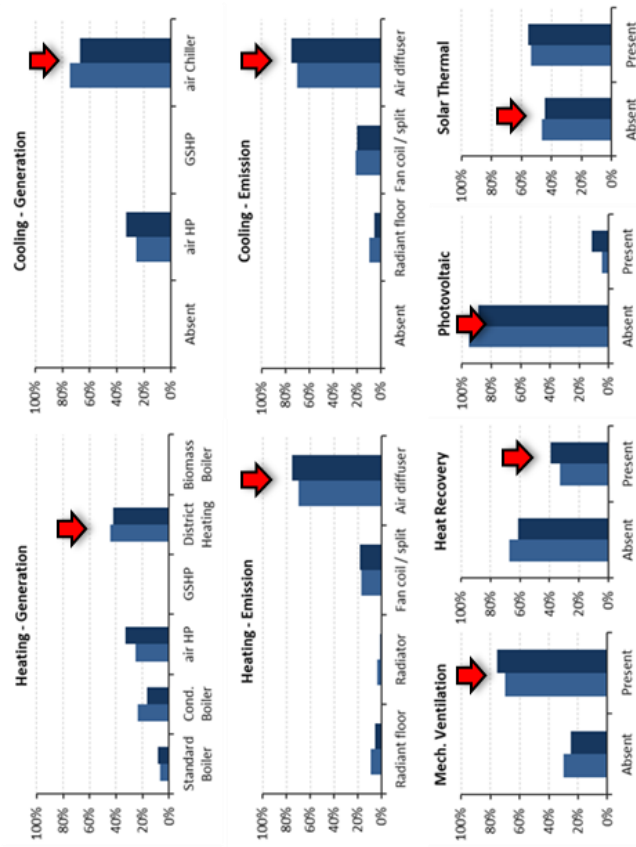 Heating - Generation
100%
80%
60%
40%
20%
0%
Standard
Boiler
Cond.
Boiler
air HP
GSHP
District
Heating
Biomass
Boiler
Cooling - Generation
100%
80%
60%
40%
20%
0%
Absent
air HP
GSHP
air Chiller
Heating - Emission
100%
80%
60%
40%
20%
0%
Radiant floor
Radiator
Fan coil / split
Air diffuser
Cooling - Emission
100%
80%
60%
40%
20%
0%
Absent
Radiant floor
Fan coil / split
Air diffuser
Mech. Ventilation
100%
80%
60%
40%
20%
0%
Absent
Present
Heat Recovery
100%
80%
60%
40%
20%
0%
Absent
Present
Photovoltaic
100%
80%
60%
40%
20%
0%
Absent
Present
Solar Thermal
100%
80%
60%
40%
20%
0%
Absent
Present